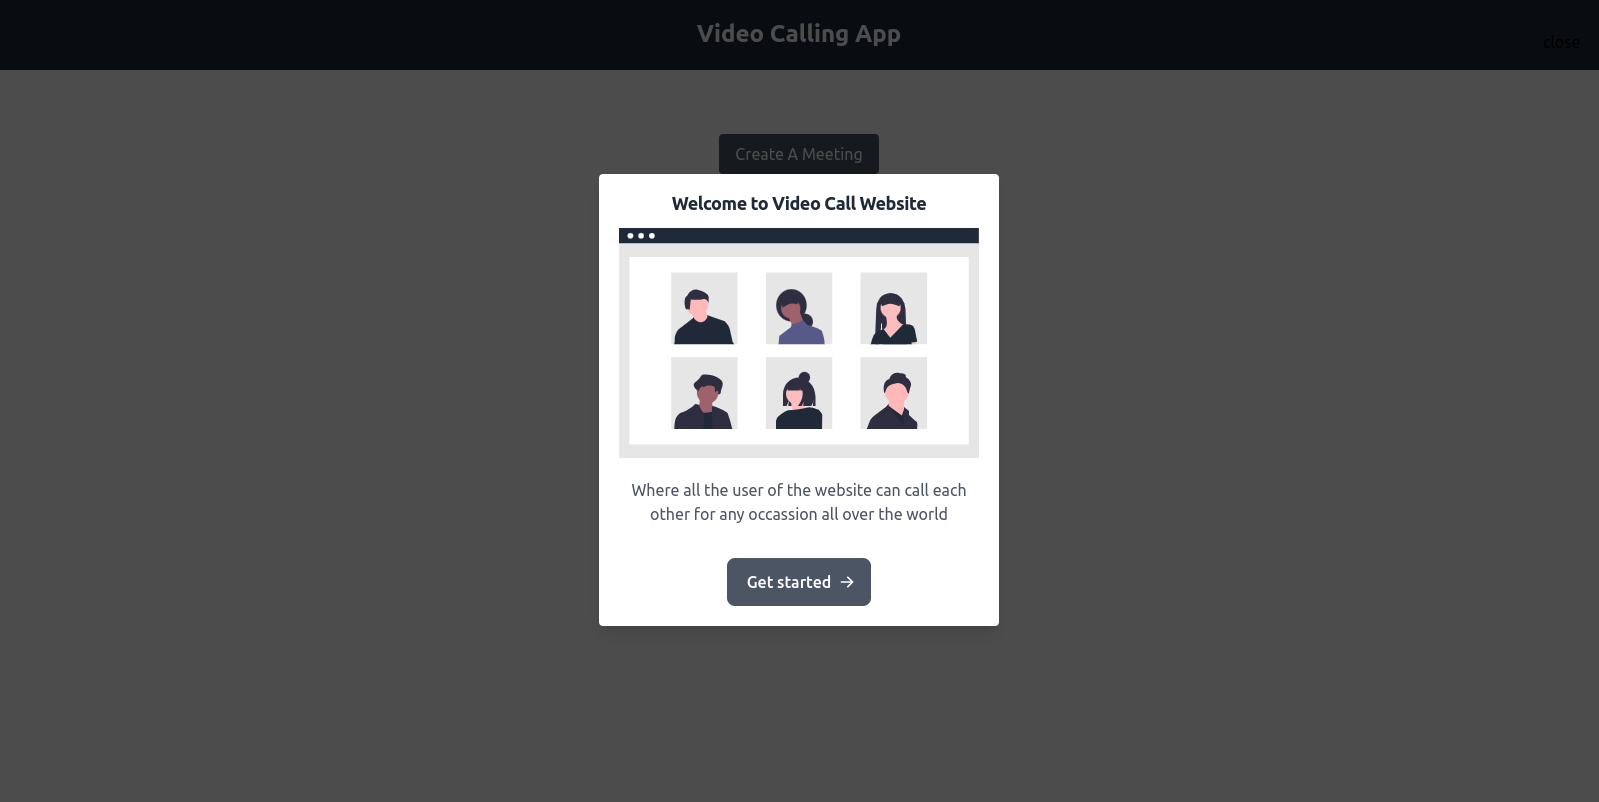 Video Calling App
close
Create A Meeting
Welcome to Video Call Website
Where all the user of the website can call each
other for any occassion all over the world
Get started →